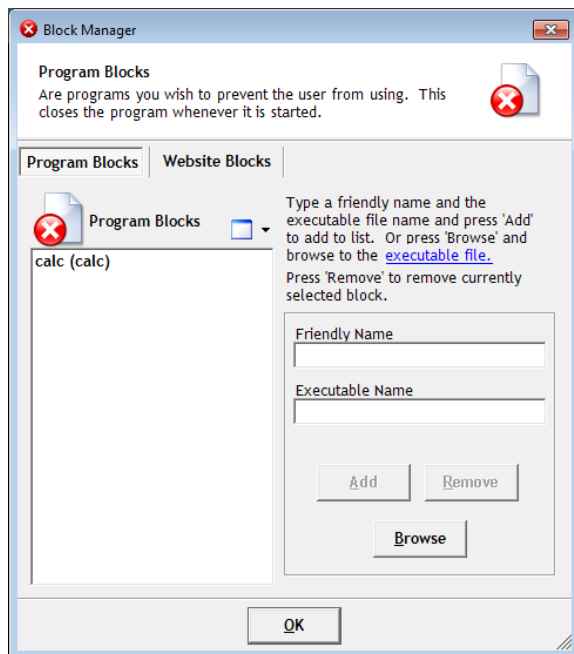 Block Manager
Program Blocks
Are programs you wish to prevent the user from using. This
closes the program whenever it is started.
Program Blocks
Website Blocks
Program Blocks
calc (calc)
Type a friendly name and the
executable file name and press 'Add'
to add to list. Or press 'Browse' and
browse to the executable file.
Press 'Remove' to remove currently
selected block.
Friendly Name
Executable Name
Add
Remove
Browse
OK